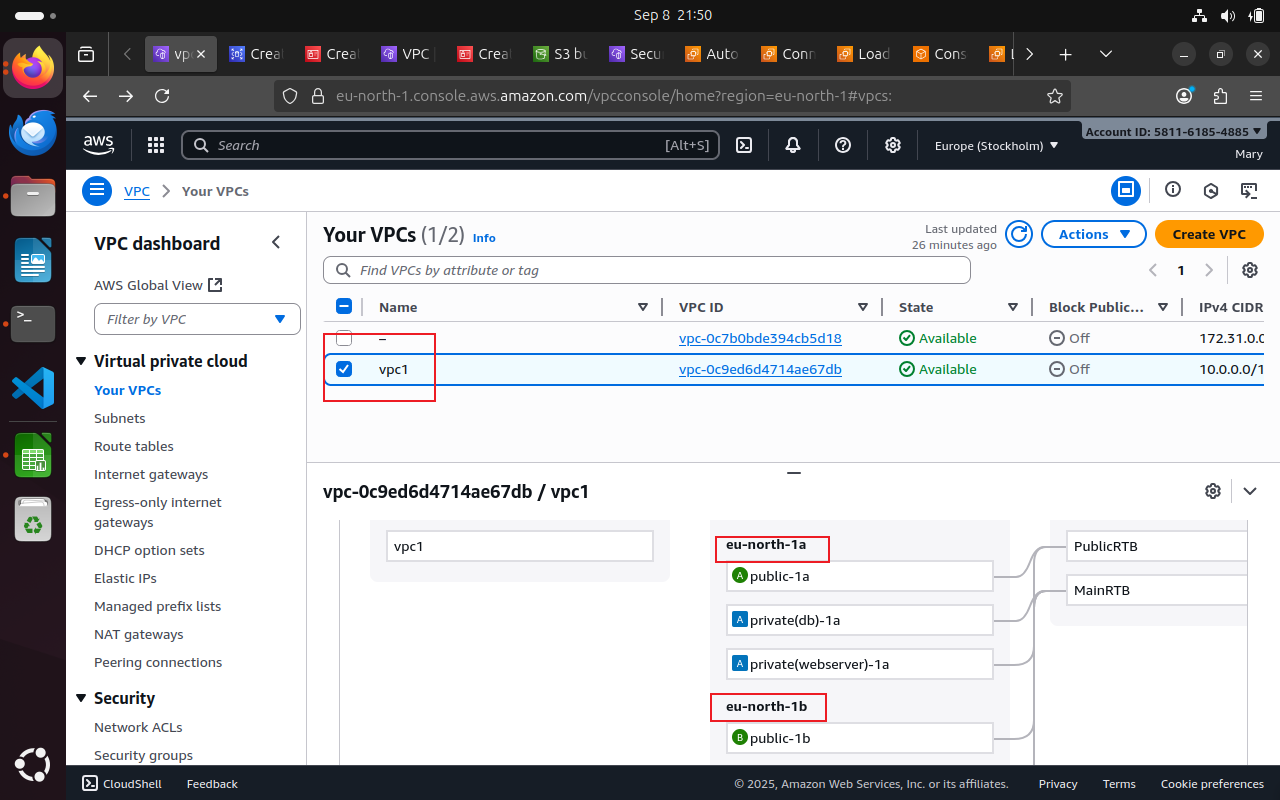 Sep 8 21:50
vpc
Creat
Creat
VPC |
Creat
S3 bu
Secu
Auto
Conn
Load
Cons
L
eu-north-1.console.aws.amazon.com/vpcconsole/home?region=eu-north-1#vpcs:
aws
Search
[Alt+S]
Europe (Stockholm)
Account ID: 5811-6185-4885
Mary
VPC
Your VPCs
VPC dashboard
AWS Global View
Filter by VPC
Virtual private cloud
Your VPCs
Subnets
Route tables
Internet gateways
Egress-only internet
gateways
DHCP option sets
Elastic IPs
Managed prefix lists
NAT gateways
Peering connections
Security
Network ACLs
Security groups
Your VPCs (1/2) Info
Last updated
26 minutes ago
Actions
Create VPC
Find VPCs by attribute or tag
1
Name VPC ID State Block Public... IPv4 CIDR
– vpc-0c7b0bde394cb5d18 Available Off 172.31.0.0
vpc1 vpc-0c9ed6d4714ae67db Available Off 10.0.0.0/1
vpc-0c9ed6d4714ae67db / vpc1
vpc1
eu-north-1a
A public-1a
A private(db)-1a
A private(webserver)-1a
eu-north-1b
B public-1b
PublicRTB
MainRTB
CloudShell Feedback © 2025, Amazon Web Services, Inc. or its affiliates. Privacy Terms Cookie preferences